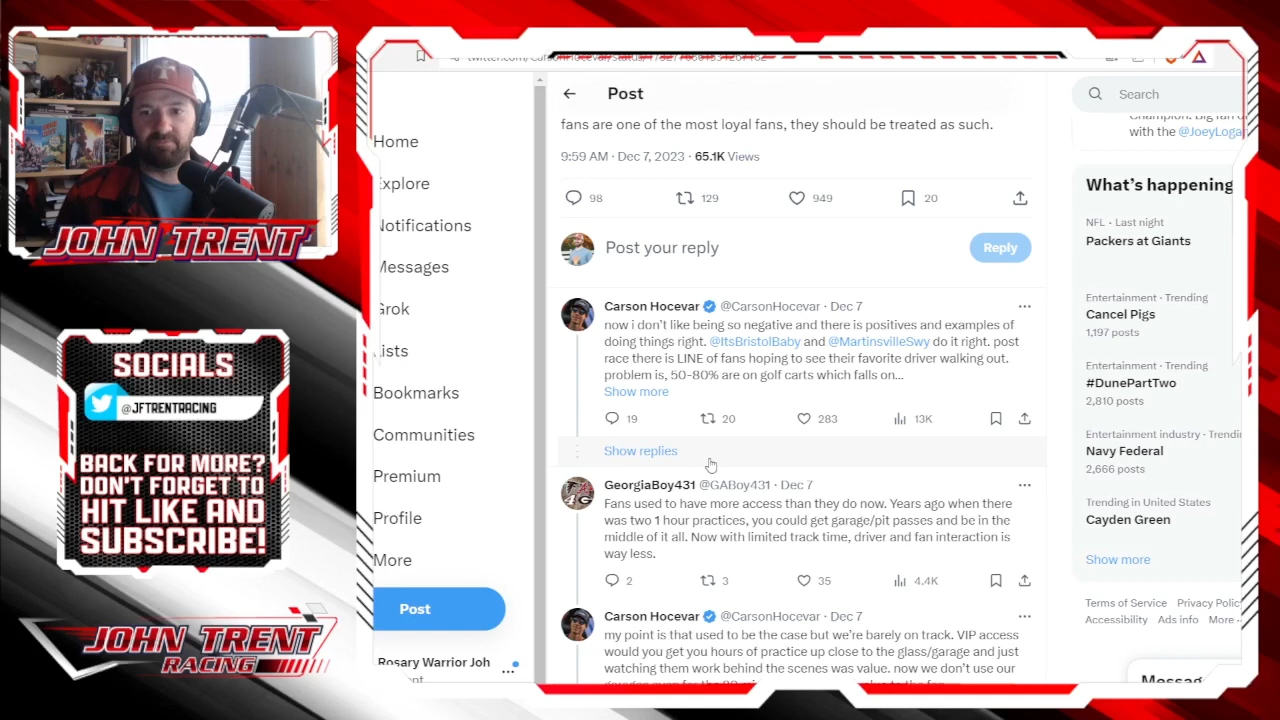 JOHN TRENT
SOCIALS
@JFTRENTRACING
BACK FOR MORE?
DON'T FORGET TO
HIT LIKE AND
SUBSCRIBE!
JOHN TRENT
RACING
Home
Explore
Notifications
Messages
Grok
Lists
Bookmarks
Communities
Premium
Profile
More
Post
Rosary Warrior Joh
Post
fans are one of the most loyal fans, they should be treated as such.
9:59 AM · Dec 7, 2023 · 65.1K Views
98 129 949 20
Post your reply
Reply
Carson Hocevar @CarsonHocevar · Dec 7
now i don't like being so negative and there is positives and examples of
doing things right. @ItsBristolBaby and @MartinsvilleSwy do it right. post
race there is LINE of fans hoping to see their favorite driver walking out.
problem is, 50-80% are on golf carts which falls on...
Show more
19 20 283 13K
Show replies
GeorgiaBoy431 @GABoy431 · Dec 7
Fans used to have more access than they do now. Years ago when there
was two 1 hour practices, you could get garage/pit passes and be in the
middle of it all. Now with limited track time, driver and fan interaction is
way less.
2 3 35 4.4K
Carson Hocevar @CarsonHocevar · Dec 7
my point is that used to be the case but we're barely on track. VIP access
would you get you hours of practice up close to the glass/garage and just
watching them work behind the scenes was value. now we don't use our
Search
with the @JoeyLogan
What's happening
NFL · Last night
Packers at Giants
Entertainment · Trending
Cancel Pigs
1,197 posts
Entertainment · Trending
#DunePartTwo
2,810 posts
Entertainment industry · Trendin
Navy Federal
2,666 posts
Trending in United States
Cayden Green
Show more
Terms of Service Privacy Polic
Accessibility Ads info More
Messag